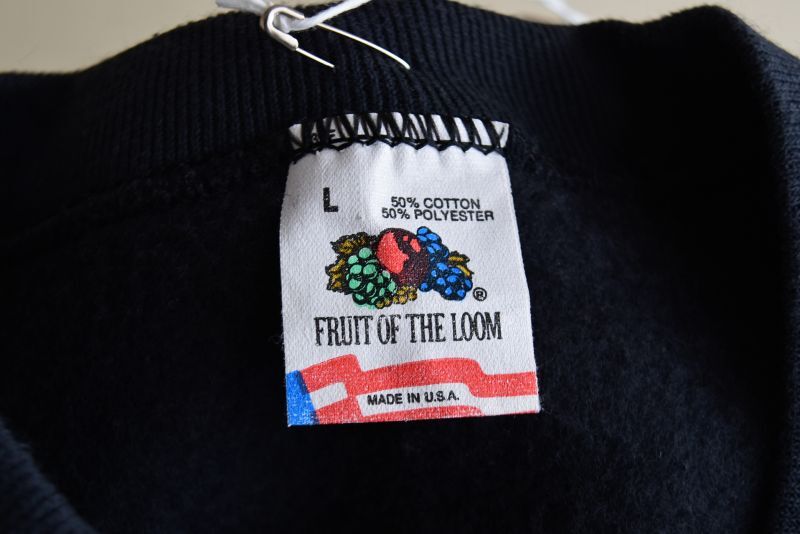 L
50% COTTON
50% POLYESTER
®
FRUIT OF THE LOOM
MADE IN U.S.A.